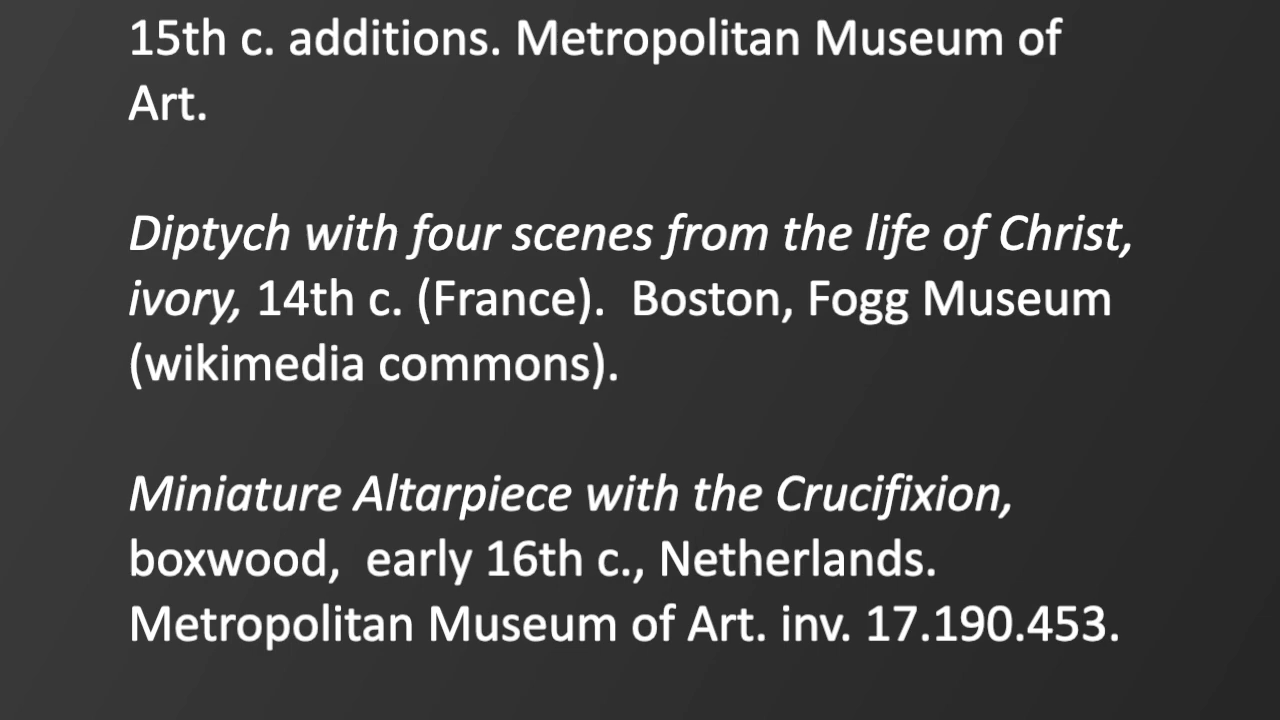 15th c. additions. Metropolitan Museum of
Art.
Diptych with four scenes from the life of Christ,
ivory, 14th c. (France).  Boston, Fogg Museum
(wikimedia commons).
Miniature Altarpiece with the Crucifixion,
boxwood,  early 16th c., Netherlands.
Metropolitan Museum of Art. inv. 17.190.453.